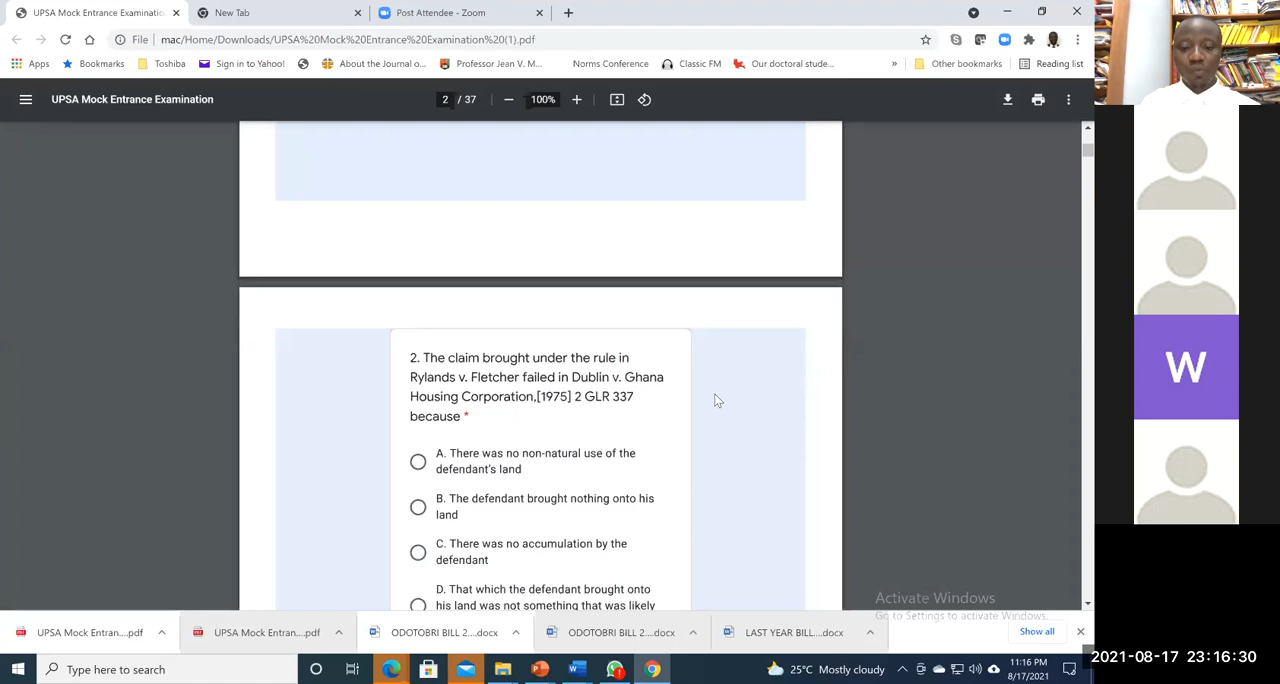 UPSA Mock Entrance Examinatio
New Tab
Post Attendee - Zoom
File
mac/Home/Downloads/UPSA%20Mock%20Entrance%20Examination%20(1).pdf
Apps
Bookmarks
Toshiba
Sign in to Yahoo!
About the Journal o...
Professor Jean V. M...
Norms Conference
Classic FM
Our doctoral stude...
»
Other bookmarks
Reading list
UPSA Mock Entrance Examination
2 / 37
100%
2. The claim brought under the rule in
Rylands v. Fletcher failed in Dublin v. Ghana
Housing Corporation,[1975] 2 GLR 337
because *
A. There was no non-natural use of the
defendant's land
B. The defendant brought nothing onto his
land
C. There was no accumulation by the
defendant
D. That which the defendant brought onto
his land was not something that was likely
W
Activate Windows
Go to Settings to activate Windows.
UPSA Mock Entran....pdf
UPSA Mock Entran....pdf
ODOTOBRI BILL 2....docx
ODOTOBRI BILL 2....docx
LAST YEAR BILL....docx
Show all
Type here to search
25°C Mostly cloudy
11:16 PM
8/17/2021
2021-08-17 23:16:30